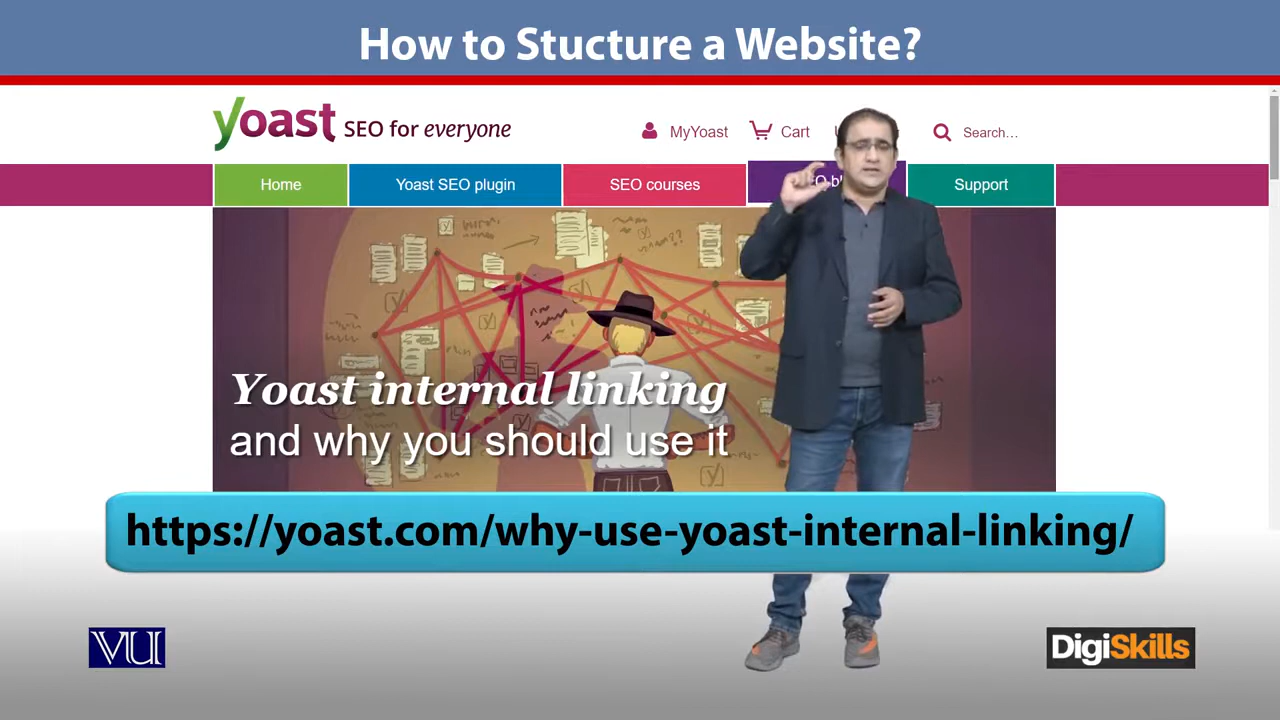 How to Stucture a Website?
yoast SEO for everyone
MyYoast
Cart
Search...
Home
Yoast SEO plugin
SEO courses
Support
Yoast internal linking
and why you should use it
https://yoast.com/why-use-yoast-internal-linking/
VU
DigiSkills